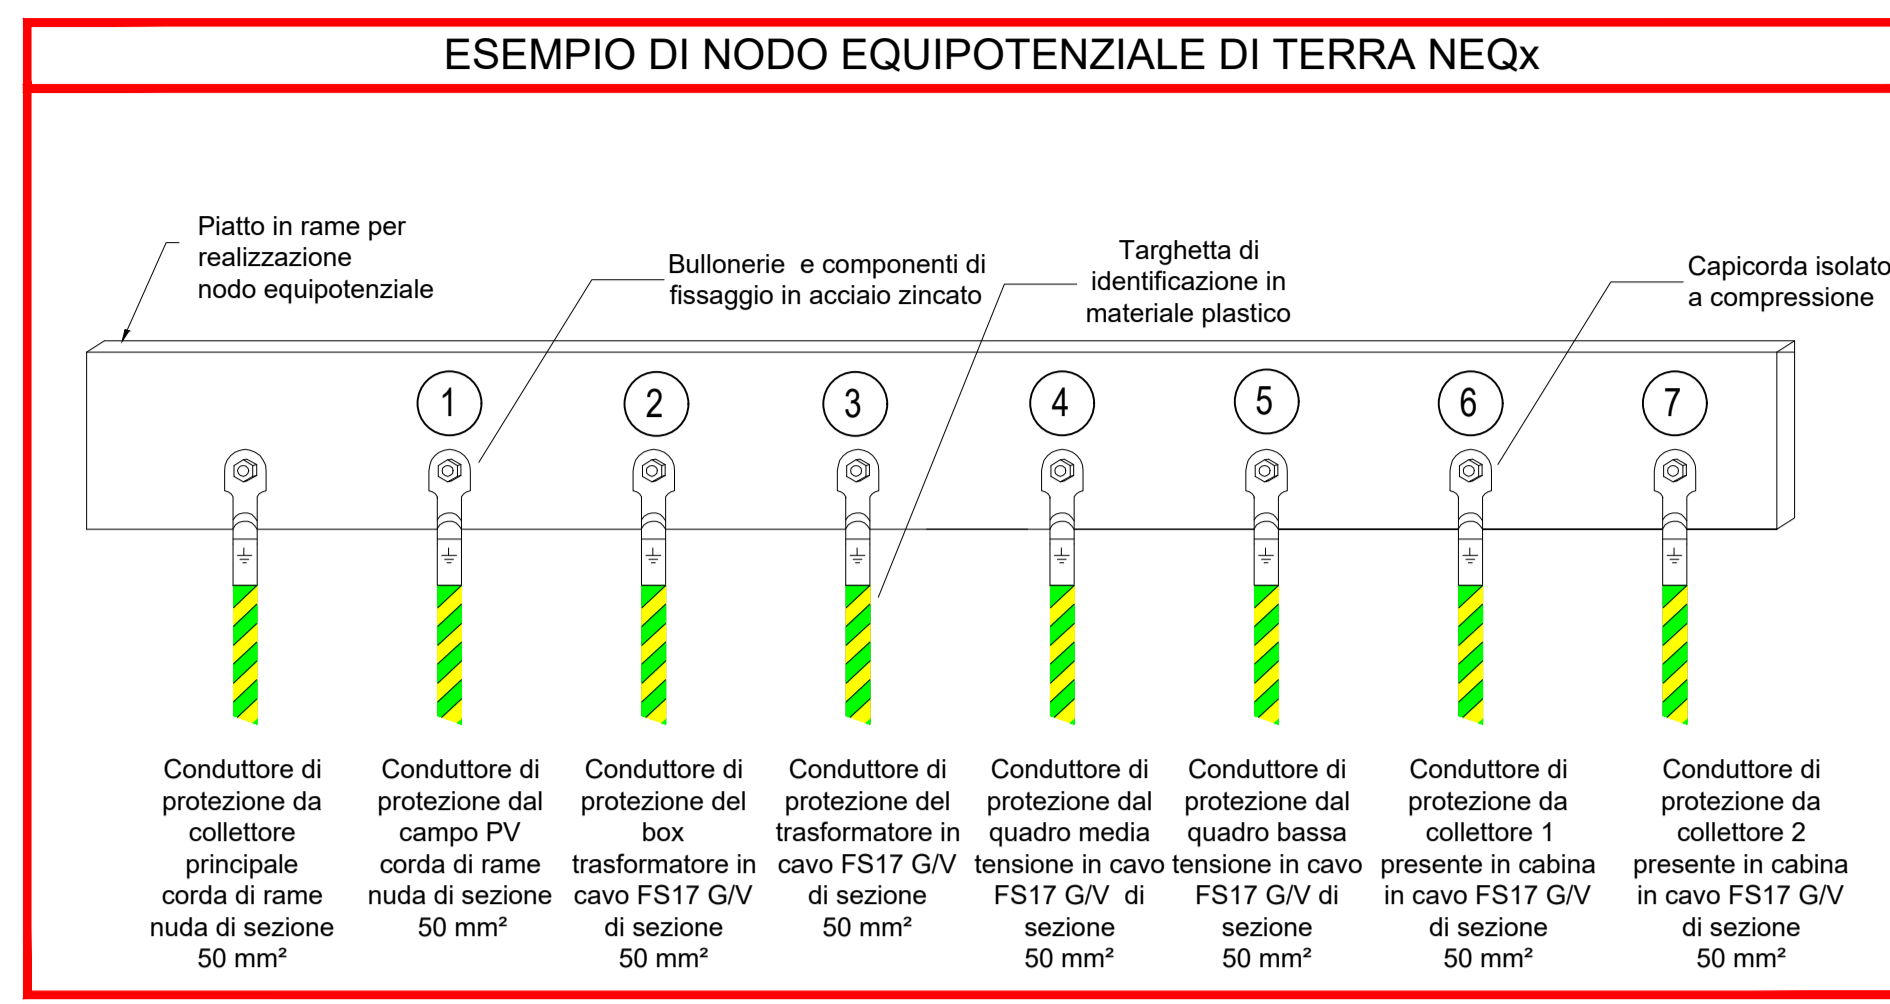 ESEMPIO DI NODO EQUIPOTENZIALE DI TERRA NEQx
Piatto in rame per
realizzazione
nodo equipotenziale
Bullonerie e componenti di
fissaggio in acciaio zincato
Targhetta di
identificazione in
materiale plastico
Capicorda isolato
a compressione
1
2
3
4
5
6
7
Conduttore di
protezione da
collettore
principale
corda di rame
nuda di sezione
50 mm²
Conduttore di
protezione dal
campo PV
corda di rame
nuda di sezione
50 mm²
Conduttore di
protezione del
box
trasformatore in
cavo FS17 G/V
di sezione
50 mm²
Conduttore di
protezione del
trasformatore in
cavo FS17 G/V
di sezione
50 mm²
Conduttore di
protezione dal
quadro media
tensione in cavo
FS17 G/V di
sezione
50 mm²
Conduttore di
protezione dal
quadro bassa
tensione in cavo
FS17 G/V di
sezione
50 mm²
Conduttore di
protezione da
collettore 1
presente in cabina
in cavo FS17 G/V
di sezione
50 mm²
Conduttore di
protezione da
collettore 2
presente in cabina
in cavo FS17 G/V
di sezione
50 mm²